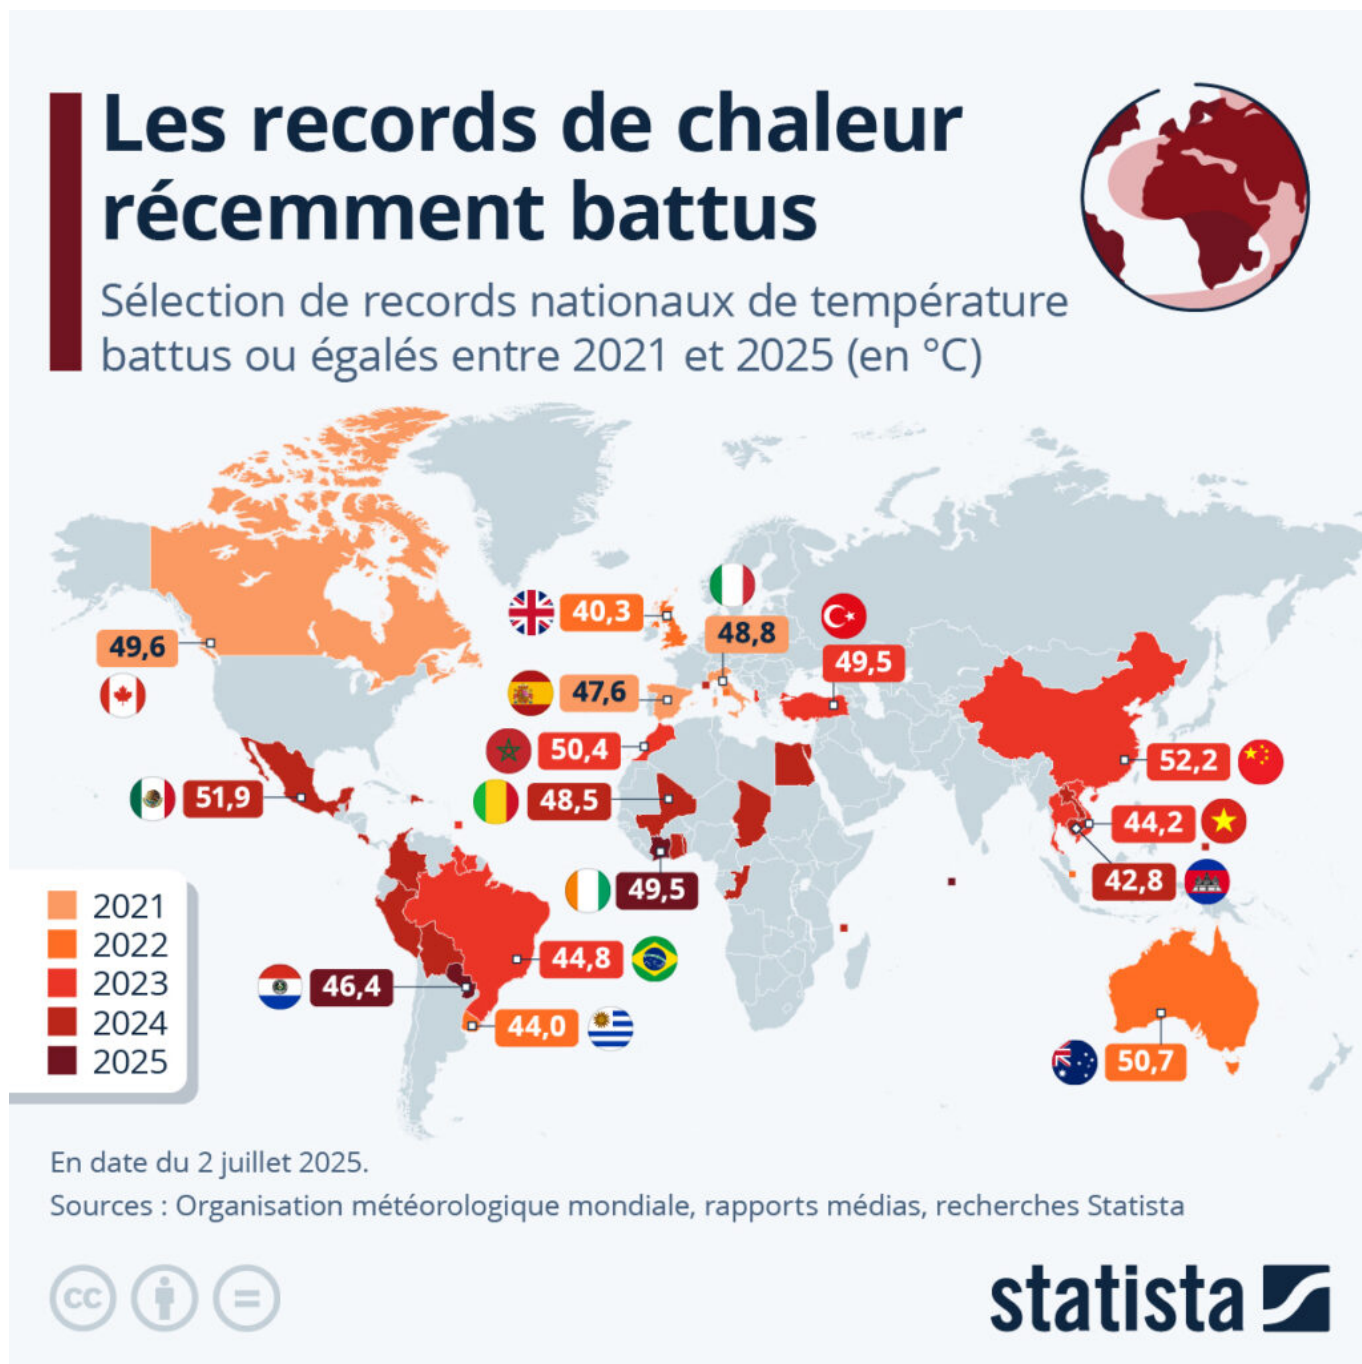 Les records de chaleur
récemment battus
Sélection de records nationaux de température
battus ou égalés entre 2021 et 2025 (en °C)
40,3
48,8
49,6
49,5
47,6
50,4
52,2
51,9
48,5
44,2
42,8
49,5
44,8
46,4
44,0
50,7
2021
2022
2023
2024
2025
En date du 2 juillet 2025.
Sources : Organisation météorologique mondiale, rapports médias, recherches Statista
cc
statista